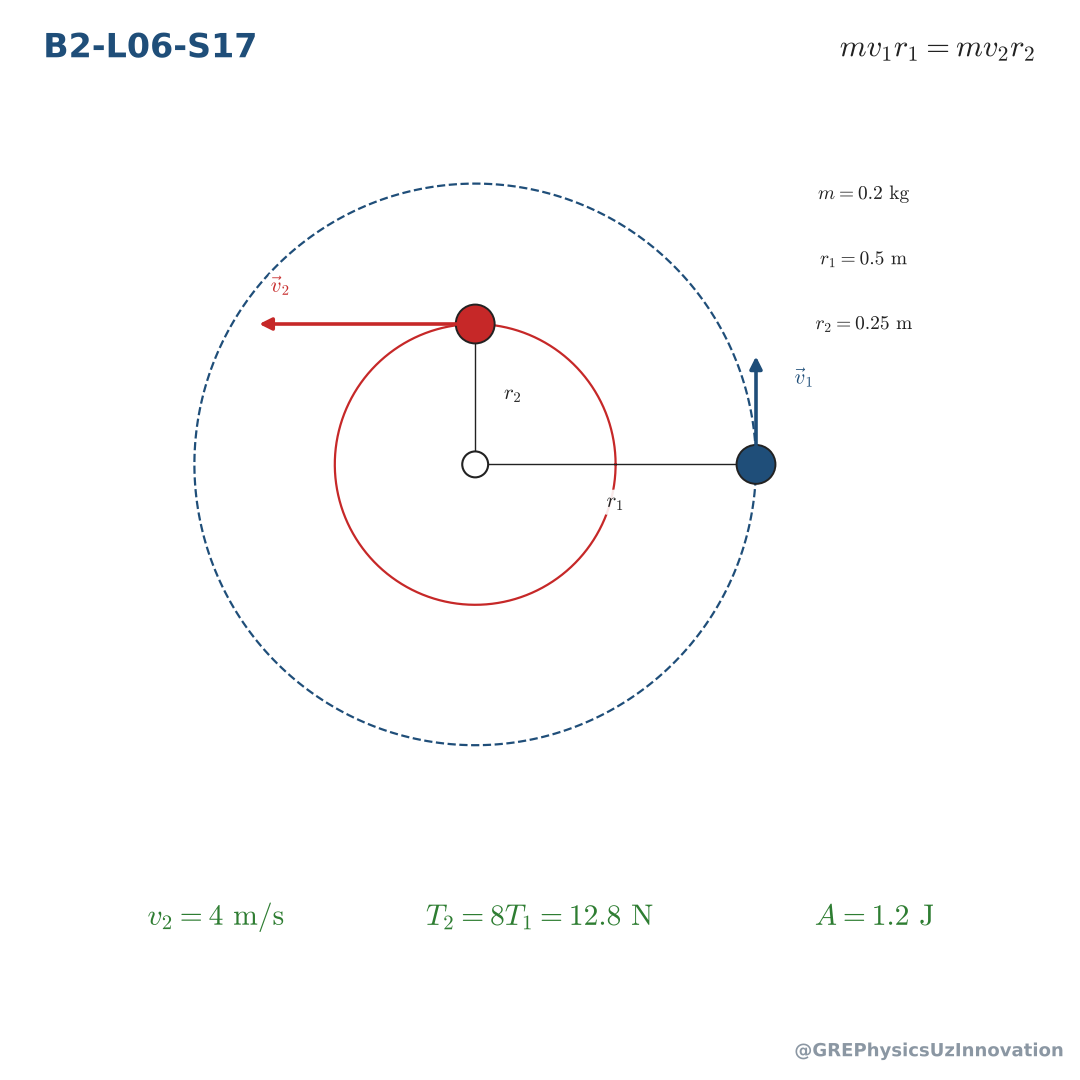 B2-L06-S17
mv₁r₁ = mv₂r₂
m = 0.2 kg
r₁ = 0.5 m
r₂ = 0.25 m
v⃗₂
v⃗₁
r₂
r₁
v₂ = 4 m/s
T₂ = 8T₁ = 12.8 N
A = 1.2 J
@GREPhysicsUzInnovation